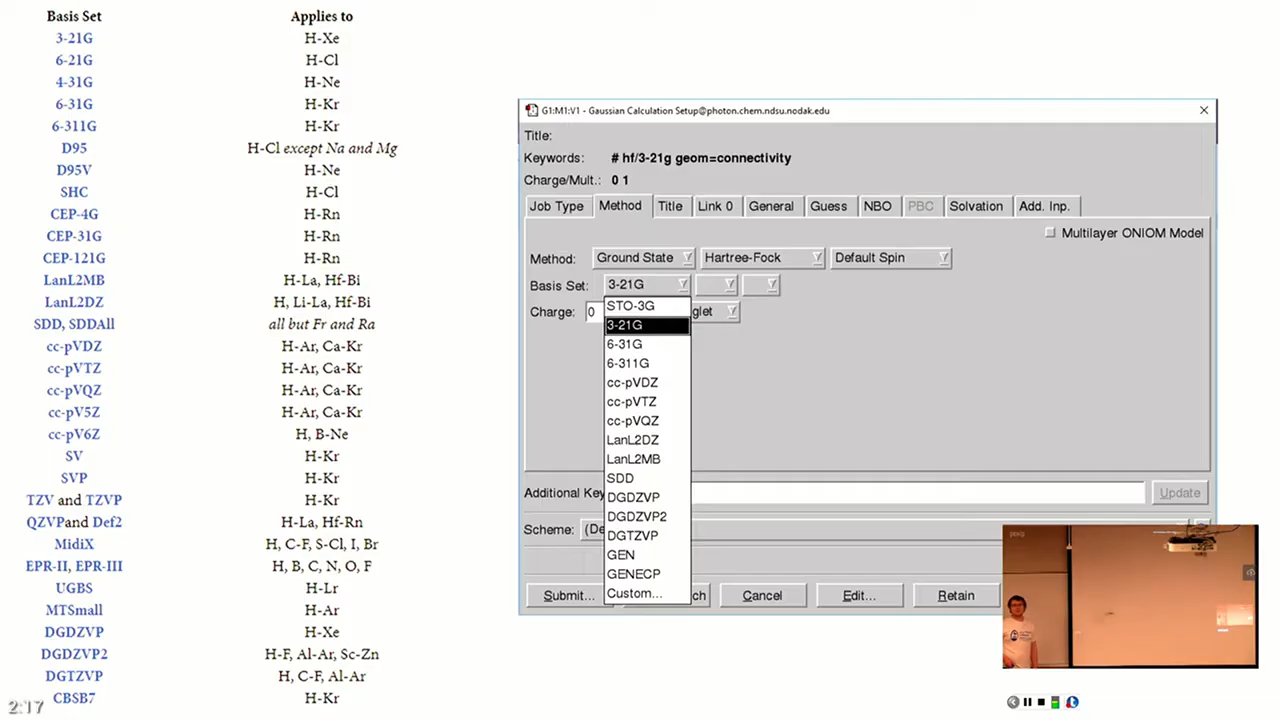 Basis Set Applies to
3-21G H-Xe
6-21G H-Cl
4-31G H-Ne
6-31G H-Kr
6-311G H-Kr
D95 H-Cl except Na and Mg
D95V H-Ne
SHC H-Cl
CEP-4G H-Rn
CEP-31G H-Rn
CEP-121G H-Rn
LanL2MB H-La, Hf-Bi
LanL2DZ H, Li-La, Hf-Bi
SDD, SDDAll all but Fr and Ra
cc-pVDZ H-Ar, Ca-Kr
cc-pVTZ H-Ar, Ca-Kr
cc-pVQZ H-Ar, Ca-Kr
cc-pV5Z H-Ar, Ca-Kr
cc-pV6Z H, B-Ne
SV H-Kr
SVP H-Kr
TZV and TZVP H-Kr
QZVPand Def2 H-La, Hf-Rn
MidiX H, C-F, S-Cl, I, Br
EPR-II, EPR-III H, B, C, N, O, F
UGBS H-Lr
MTSmall H-Ar
DGDZVP H-Xe
DGDZVP2 H-F, Al-Ar, Sc-Zn
DGTZVP H, C-F, Al-Ar
CBSB7 H-Kr
2:17
G1:M1:V1 - Gaussian Calculation Setup@photon.chem.ndsu.nodak.edu
Title:
Keywords: # hf/3-21g geom=connectivity
Charge/Mult.: 0 1
Job Type Method Title Link 0 General Guess NBO PBC Solvation Add. Inp.
Multilayer ONIOM Model
Method: Ground State Hartree-Fock Default Spin
Basis Set: 3-21G
Charge: 0 glet
STO-3G
3-21G
6-31G
6-311G
cc-pVDZ
cc-pVTZ
cc-pVQZ
LanL2DZ
LanL2MB
SDD
DGDZVP
DGDZVP2
DGTZVP
GEN
GENECP
Custom...
Additional Key Update
Scheme: (De
Submit... ch Cancel Edit... Retain